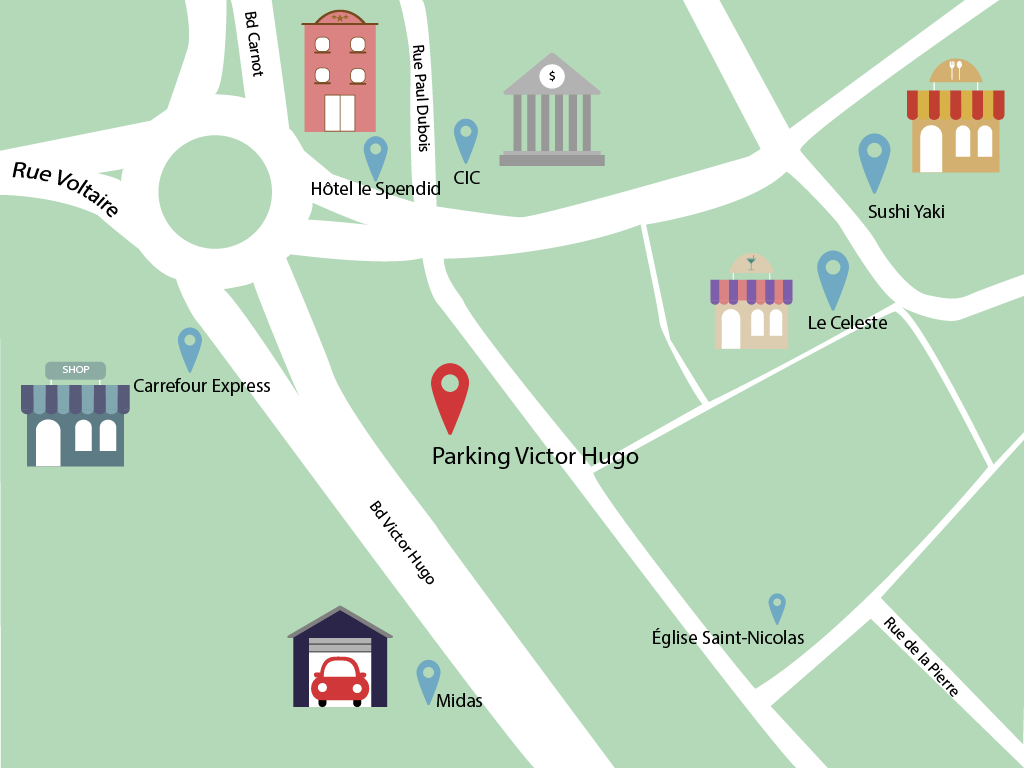 Bd Carnot
Rue Paul Dubois
$
Rue Voltaire
Hôtel le Spendid
CIC
Sushi Yaki
Le Celeste
SHOP
Carrefour Express
Parking Victor Hugo
Bd Victor Hugo
Église Saint-Nicolas
Rue de la Pierre
Midas